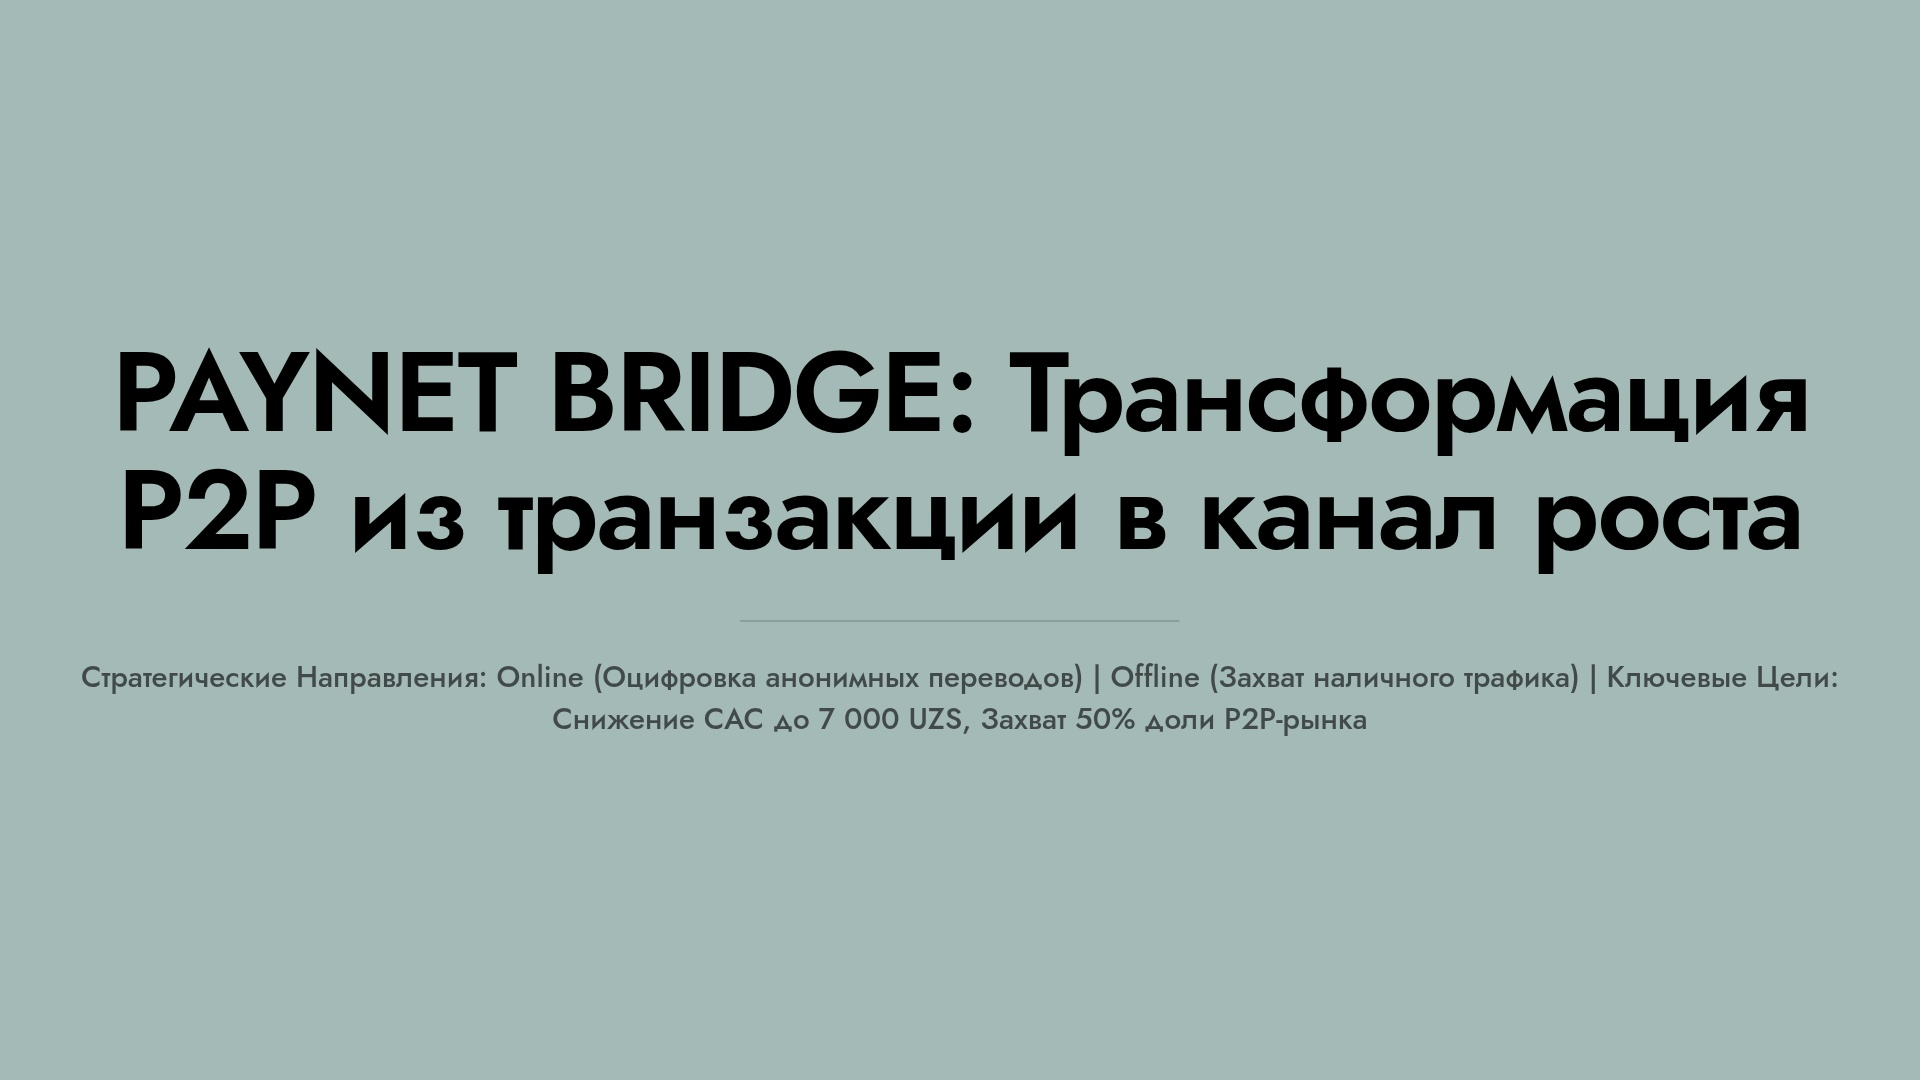 PAYNET BRIDGE: Трансформация
P2P из транзакции в канал роста
Стратегические Направления: Online (Оцифровка анонимных переводов) | Offline (Захват наличного трафика) | Ключевые Цели:
Снижение CAC до 7 000 UZS, Захват 50% доли P2P-рынка